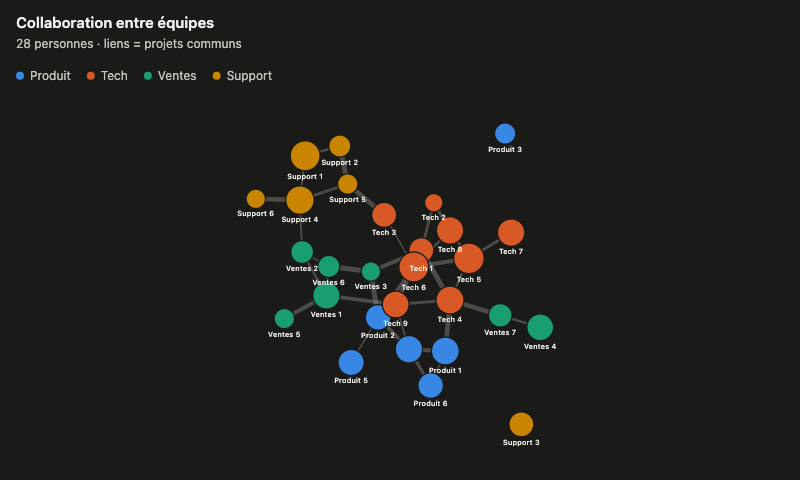 Collaboration entre équipes
28 personnes · liens = projets communs
Produit
Tech
Ventes
Support
Produit 3
Support 2
Support 1
Support 5
Support 6
Support 4
Tech 2
Tech 3
Tech 8
Tech 7
Tech 1
Ventes 2
Tech 5
Ventes 6
Ventes 3
Tech 6
Ventes 1
Tech 4
Tech 9
Ventes 5
Ventes 7
Produit 2
Ventes 4
Produit 1
Produit 5
Produit 6
Support 3